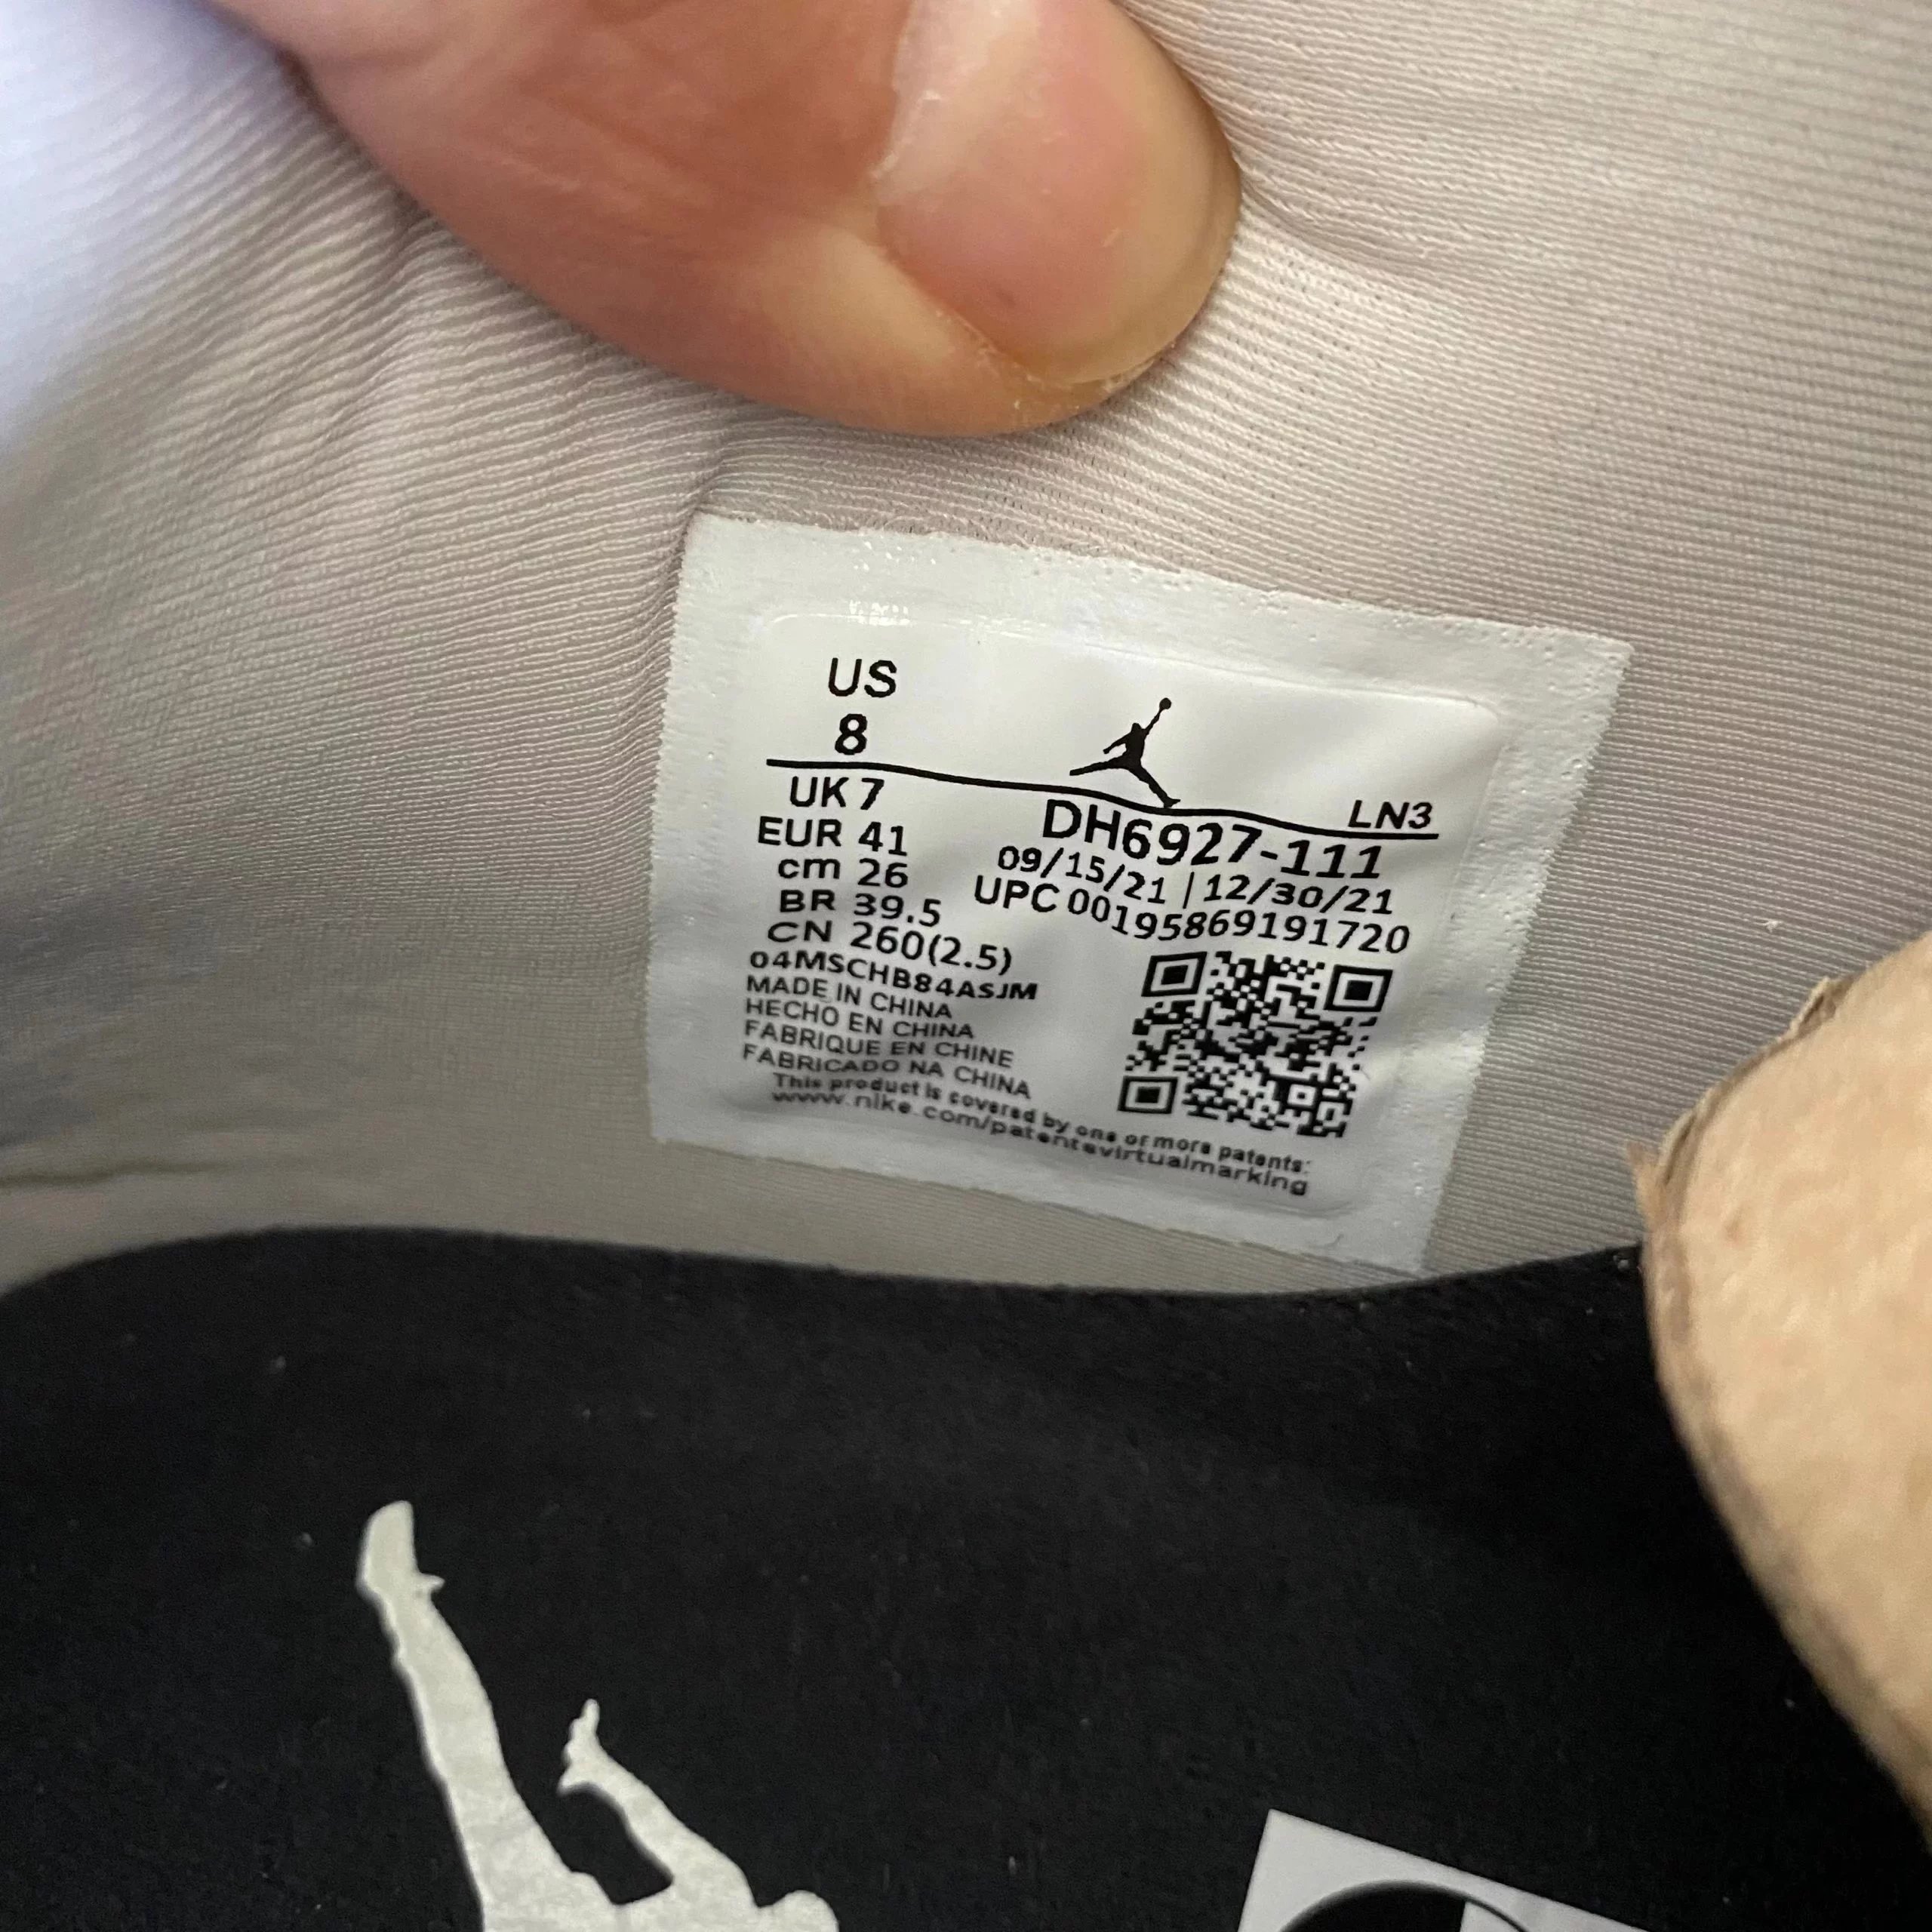 US
8
LN3
UK 7
EUR 41
cm 26
BR 39.5
CN 260(2.5)
DH6927-111
09/15/21 | 12/30/21
UPC 00195869191720
04MSCHB84ASJM
MADE IN CHINA
HECHO EN CHINA
FABRIQUE EN CHINE
FABRICADO NA CHINA
This product is covered by one or more patents:
www.nike.com/patentsvirtualmarking